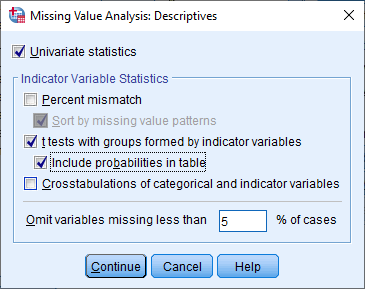 Missing Value Analysis: Descriptives
Univariate statistics
Indicator Variable Statistics
Percent mismatch
Sort by missing value patterns
t tests with groups formed by indicator variables
Include probabilities in table
Crosstabulations of categorical and indicator variables
Omit variables missing less than 5 % of cases
Continue Cancel Help